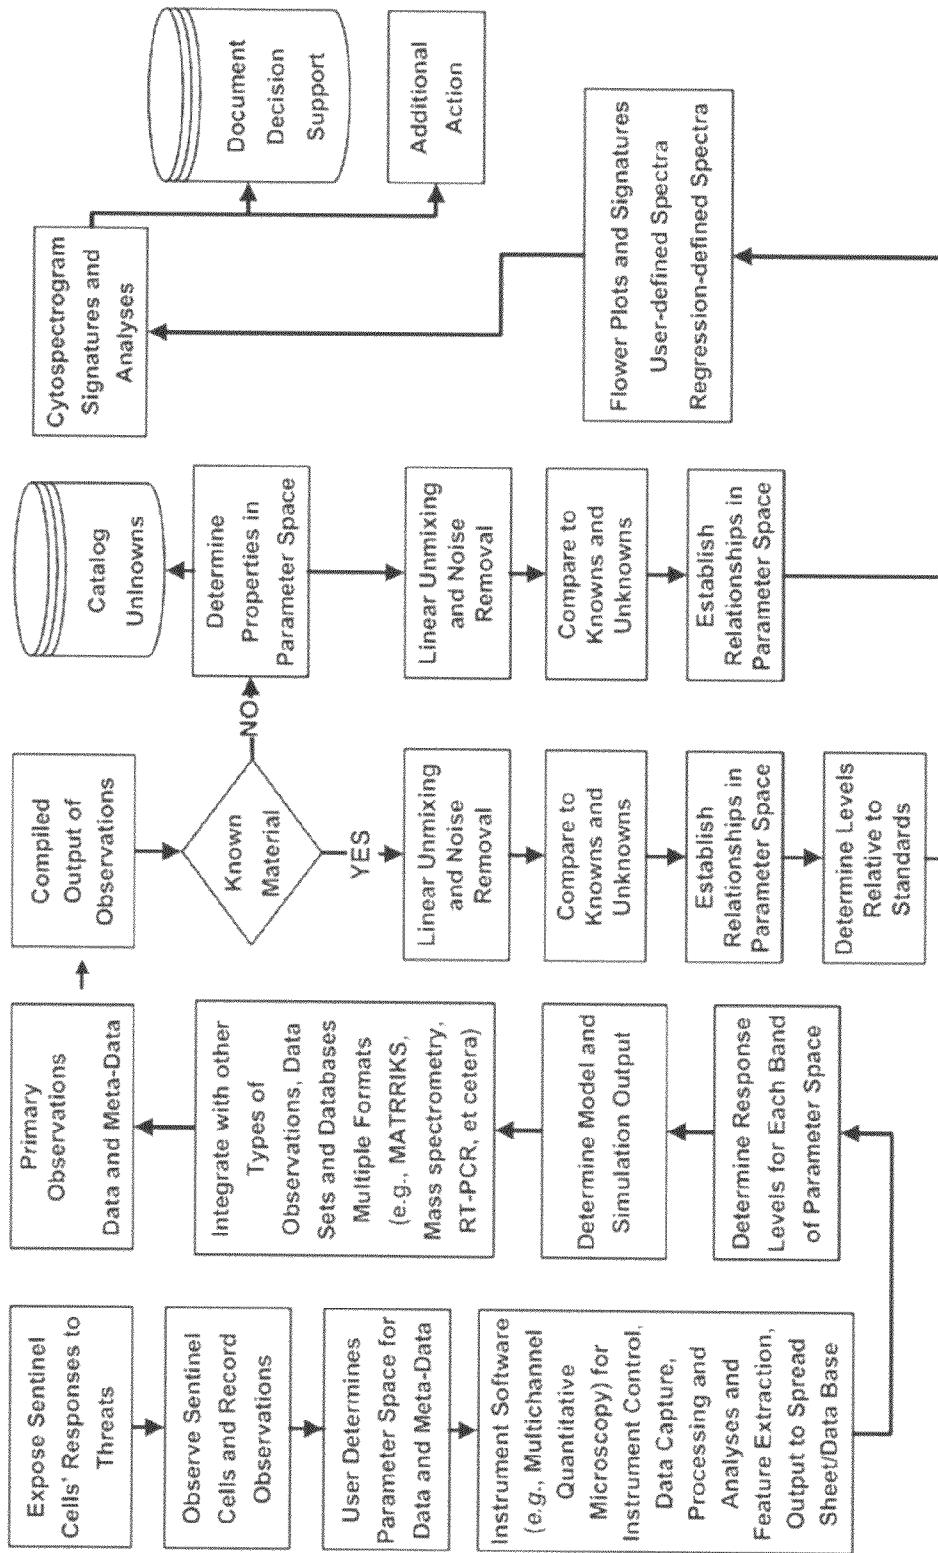 Expose Sentinel
Cells' Responses to
Threats
Observe Sentinel
Cells and Record
Observations
User Determines
Parameter Space for
Data and Meta-Data
Instrument Software
(e.g., Multichannel
Quantitative
Microscopy) for
Instrument Control,
Data Capture,
Processing and
Analyses and
Feature Extraction,
Output to Spread
Sheet/Data Base
Determine Response
Levels for Each Band
of Parameter Space
Determine Model and
Simulation Output
Integrate with other
Types of
Observations, Data
Sets and Databases
Multiple Formats
(e.g., MATRRIKS,
Mass spectrometry,
RT-PCR, et cetera)
Primary
Observations
Data and Meta-Data
Compiled
Output of
Observations
Known
Material
YES
Linear Unmixing
and Noise
Removal
Compare to
Knowns and
Unknowns
Establish
Relationships in
Parameter Space
Determine Levels
Relative to
Standards
NO
Determine
Properties in
Parameter Space
Catalog
Unlnowns
Linear Unmixing
and Noise
Removal
Compare to
Knowns and
Unknowns
Establish
Relationships in
Parameter Space
Flower Plots and Signatures
User-defined Spectra
Regression-defined Spectra
Cytospectrogram
Signatures and
Analyses
Document
Decision
Support
Additional
Action